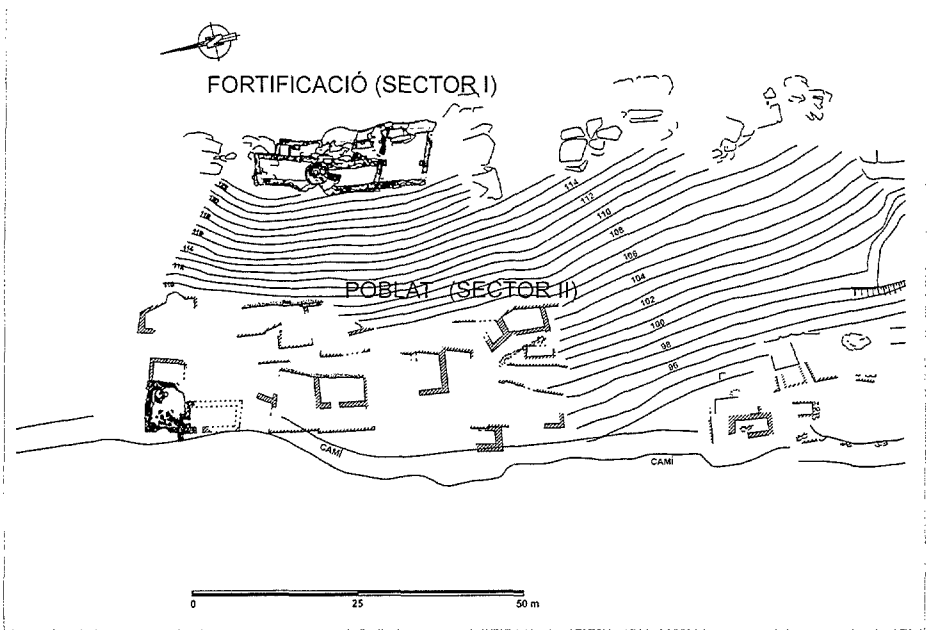 FORTIFICACIÓ (SECTOR I)
114
112
110
108
106
104
102
100
98
96
POBLAT (SECTOR II)
CAMÍ
CAMÍ
0
25
50 m